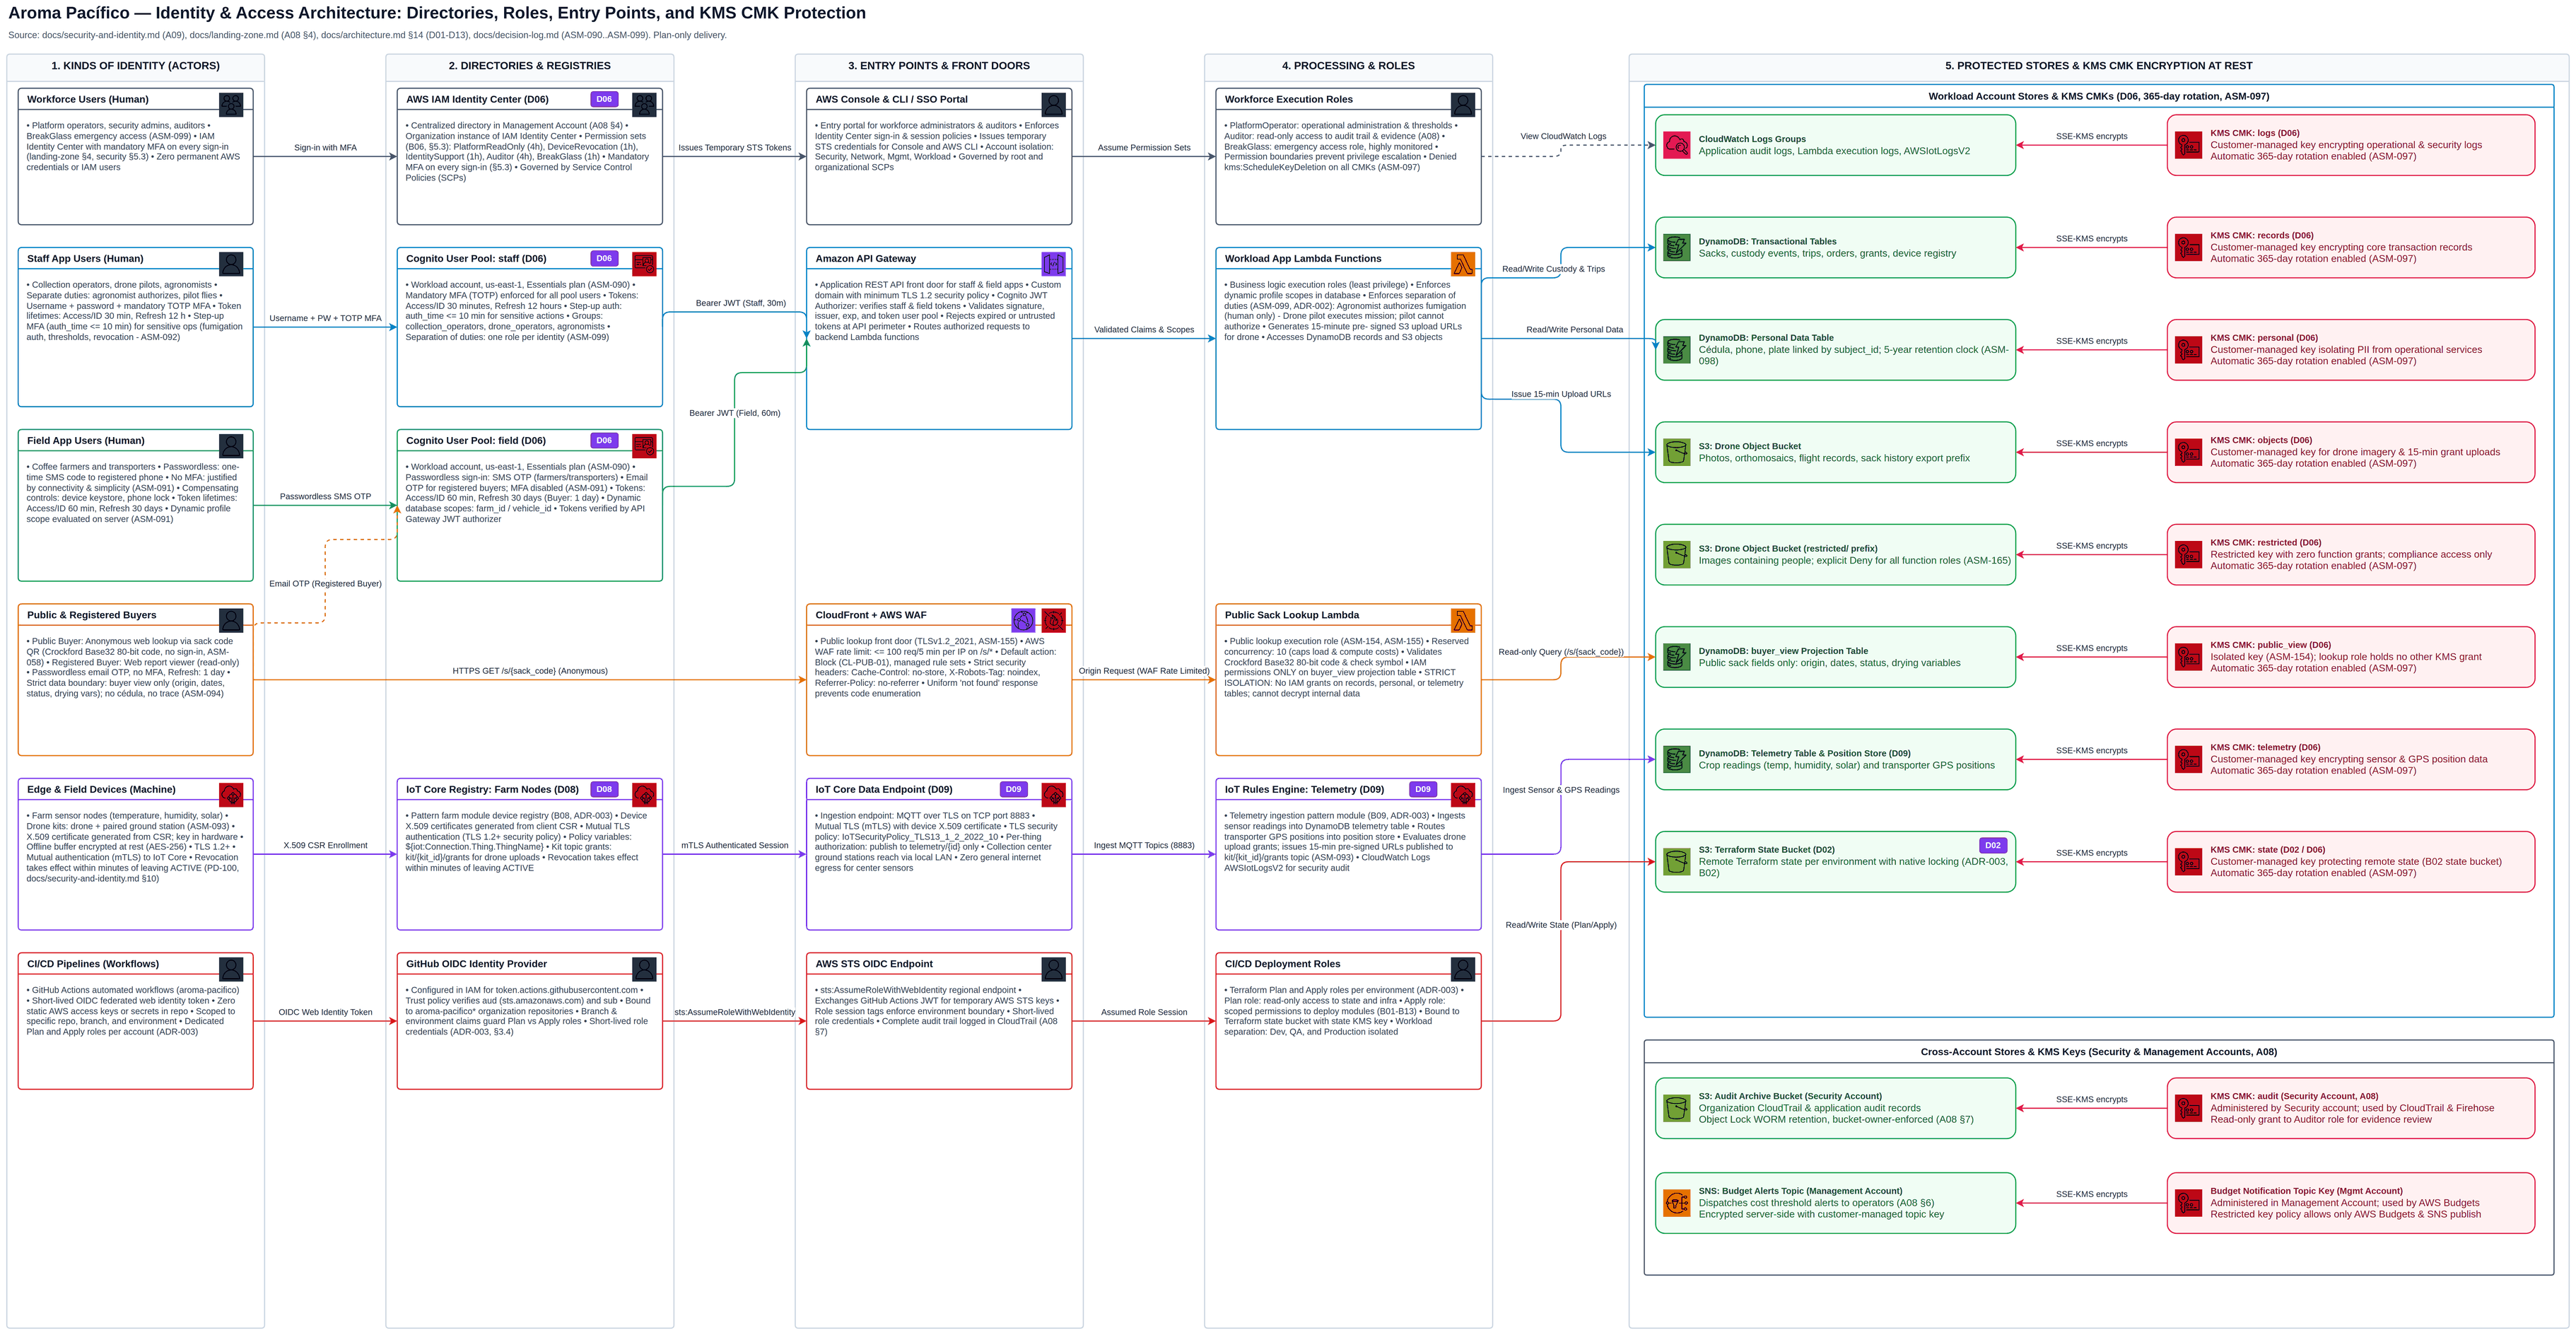 Aroma Pacífico — Identity & Access Architecture: Directories, Roles, Entry Points, and KMS CMK Protection
Source: docs/security-and-identity.md (A09), docs/landing-zone.md (A08 §4), docs/architecture.md §14 (D01-D13), docs/decision-log.md (ASM-090..ASM-099). Plan-only delivery.
1. KINDS OF IDENTITY (ACTORS)
Workforce Users (Human)
• Platform operators, security admins, auditors •
BreakGlass emergency access (ASM-099) • IAM
Identity Center with mandatory MFA on every sign-in
(landing-zone §4, security §5.3) • Zero permanent AWS
credentials or IAM users
Sign-in with MFA
Staff App Users (Human)
• Collection operators, drone pilots, agronomists •
Separate duties: agronomist authorizes, pilot flies •
Username + password + mandatory TOTP MFA • Token
lifetimes: Access/ID 30 min, Refresh 12 h • Step-up
MFA (auth_time <= 10 min) for sensitive ops (fumigation
auth, thresholds, revocation - ASM-092)
Username + PW + TOTP MFA
Field App Users (Human)
• Coffee farmers and transporters • Passwordless: one-
time SMS code to registered phone • No MFA: justified
by connectivity & simplicity (ASM-091) • Compensating
controls: device keystore, phone lock • Token lifetimes:
Access/ID 60 min, Refresh 30 days • Dynamic profile
scope evaluated on server (ASM-091)
Passwordless SMS OTP
Email OTP (Registered Buyer)
Public & Registered Buyers
• Public Buyer: Anonymous web lookup via sack code
QR (Crockford Base32 80-bit code, no sign-in, ASM-
058) • Registered Buyer: Web report viewer (read-only)
• Passwordless email OTP, no MFA, Refresh: 1 day •
Strict data boundary: buyer view only (origin, dates,
status, drying vars); no cédula, no trace (ASM-094)
HTTPS GET /s/{sack_code} (Anonymous)
Edge & Field Devices (Machine)
• Farm sensor nodes (temperature, humidity, solar) •
Drone kits: drone + paired ground station (ASM-093) •
X.509 certificate generated from CSR; key in hardware •
Offline buffer encrypted at rest (AES-256) • TLS 1.2+ •
Mutual authentication (mTLS) to IoT Core • Revocation
takes effect within minutes of leaving ACTIVE (PD-100,
docs/security-and-identity.md §10)
X.509 CSR Enrollment
CI/CD Pipelines (Workflows)
• GitHub Actions automated workflows (aroma-pacifico)
• Short-lived OIDC federated web identity token • Zero
static AWS access keys or secrets in repo • Scoped to
specific repo, branch, and environment • Dedicated
Plan and Apply roles per account (ADR-003)
OIDC Web Identity Token
2. DIRECTORIES & REGISTRIES
AWS IAM Identity Center (D06)
D06
• Centralized directory in Management Account (A08 §4) •
Organization instance of IAM Identity Center • Permission sets
(B06, §5.3): PlatformReadOnly (4h), DeviceRevocation (1h),
IdentitySupport (1h), Auditor (4h), BreakGlass (1h) • Mandatory
MFA on every sign-in (§5.3) • Governed by Service Control
Policies (SCPs)
Issues Temporary STS Tokens
Cognito User Pool: staff (D06)
D06
• Workload account, us-east-1, Essentials plan (ASM-090) •
Mandatory MFA (TOTP) enforced for all pool users • Tokens:
Access/ID 30 minutes, Refresh 12 hours • Step-up auth:
auth_time <= 10 min for sensitive actions • Groups:
collection_operators, drone_operators, agronomists •
Separation of duties: one role per identity (ASM-099)
Bearer JWT (Staff, 30m)
Cognito User Pool: field (D06)
D06
• Workload account, us-east-1, Essentials plan (ASM-090) •
Passwordless sign-in: SMS OTP (farmers/transporters) • Email
OTP for registered buyers; MFA disabled (ASM-091) • Tokens:
Access/ID 60 min, Refresh 30 days (Buyer: 1 day) • Dynamic
database scopes: farm_id / vehicle_id • Tokens verified by API
Gateway JWT authorizer
Bearer JWT (Field, 60m)
IoT Core Registry: Farm Nodes (D08)
D08
• Pattern farm module device registry (B08, ADR-003) • Device
X.509 certificates generated from client CSR • Mutual TLS
authentication (TLS 1.2+ security policy) • Policy variables:
${iot:Connection.Thing.ThingName} • Kit topic grants:
kit/{kit_id}/grants for drone uploads • Revocation takes effect
within minutes of leaving ACTIVE
mTLS Authenticated Session
GitHub OIDC Identity Provider
• Configured in IAM for token.actions.githubusercontent.com •
Trust policy verifies aud (sts.amazonaws.com) and sub • Bound
to aroma-pacifico* organization repositories • Branch &
environment claims guard Plan vs Apply roles • Short-lived role
credentials (ADR-003, §3.4)
sts:AssumeRoleWithWebIdentity
3. ENTRY POINTS & FRONT DOORS
AWS Console & CLI / SSO Portal
• Entry portal for workforce administrators & auditors • Enforces
Identity Center sign-in & session policies • Issues temporary
STS credentials for Console and AWS CLI • Account isolation:
Security, Network, Mgmt, Workload • Governed by root and
organizational SCPs
Assume Permission Sets
Amazon API Gateway
• Application REST API front door for staff & field apps • Custom
domain with minimum TLS 1.2 security policy • Cognito JWT
Authorizer: verifies staff & field tokens • Validates signature,
issuer, exp, and token user pool • Rejects expired or untrusted
tokens at API perimeter • Routes authorized requests to
backend Lambda functions
Validated Claims & Scopes
CloudFront + AWS WAF
• Public lookup front door (TLSv1.2_2021, ASM-155) • AWS
WAF rate limit: <= 100 req/5 min per IP on /s/* • Default action:
Block (CL-PUB-01), managed rule sets • Strict security
headers: Cache-Control: no-store, X-Robots-Tag: noindex,
Referrer-Policy: no-referrer • Uniform 'not found' response
prevents code enumeration
Origin Request (WAF Rate Limited)
IoT Core Data Endpoint (D09)
D09
• Ingestion endpoint: MQTT over TLS on TCP port 8883 •
Mutual TLS (mTLS) with device X.509 certificate • TLS security
policy: IoTSecurityPolicy_TLS13_1_2_2022_10 • Per-thing
authorization: publish to telemetry/{id} only • Collection center
ground stations reach via local LAN • Zero general internet
egress for center sensors
Ingest MQTT Topics (8883)
AWS STS OIDC Endpoint
• sts:AssumeRoleWithWebIdentity regional endpoint •
Exchanges GitHub Actions JWT for temporary AWS STS keys •
Role session tags enforce environment boundary • Short-lived
role credentials • Complete audit trail logged in CloudTrail (A08
§7)
Assumed Role Session
4. PROCESSING & ROLES
Workforce Execution Roles
• PlatformOperator: operational administration & thresholds •
Auditor: read-only access to audit trail & evidence (A08) •
BreakGlass: emergency access role, highly monitored •
Permission boundaries prevent privilege escalation • Denied
kms:ScheduleKeyDeletion on all CMKs (ASM-097)
View CloudWatch Logs
Workload App Lambda Functions
• Business logic execution roles (least privilege) • Enforces
dynamic profile scopes in database • Enforces separation of
duties (ASM-099, ADR-002): Agronomist authorizes fumigation
(human only) - Drone pilot executes mission; pilot cannot
authorize • Generates 15-minute pre- signed S3 upload URLs
for drone • Accesses DynamoDB records and S3 objects
Read/Write Custody & Trips
Read/Write Personal Data
Issue 15-min Upload URLs
Public Sack Lookup Lambda
• Public lookup execution role (ASM-154, ASM-155) • Reserved
concurrency: 10 (caps load & compute costs) • Validates
Crockford Base32 80-bit code & check symbol • IAM
permissions ONLY on buyer_view projection table • STRICT
ISOLATION: No IAM grants on records, personal, or telemetry
tables; cannot decrypt internal data
Read-only Query (/s/{sack_code})
IoT Rules Engine: Telemetry (D09)
D09
• Telemetry ingestion pattern module (B09, ADR-003) • Ingests
sensor readings into DynamoDB telemetry table • Routes
transporter GPS positions into position store • Evaluates drone
upload grants; issues 15-min pre-signed URLs published to
kit/{kit_id}/grants topic (ASM-093) • CloudWatch Logs
AWSIotLogsV2 for security audit
Ingest Sensor & GPS Readings
CI/CD Deployment Roles
• Terraform Plan and Apply roles per environment (ADR-003) •
Plan role: read-only access to state and infra • Apply role:
scoped permissions to deploy modules (B01-B13) • Bound to
Terraform state bucket with state KMS key • Workload
separation: Dev, QA, and Production isolated
Read/Write State (Plan/Apply)
5. PROTECTED STORES & KMS CMK ENCRYPTION AT REST
Workload Account Stores & KMS CMKs (D06, 365-day rotation, ASM-097)
CloudWatch Logs Groups
Application audit logs, Lambda execution logs, AWSIotLogsV2
SSE-KMS encrypts
KMS CMK: logs (D06)
Customer-managed key encrypting operational & security logs
Automatic 365-day rotation enabled (ASM-097)
DynamoDB: Transactional Tables
Sacks, custody events, trips, orders, grants, device registry
SSE-KMS encrypts
KMS CMK: records (D06)
Customer-managed key encrypting core transaction records
Automatic 365-day rotation enabled (ASM-097)
DynamoDB: Personal Data Table
Cédula, phone, plate linked by subject_id; 5-year retention clock (ASM-
098)
SSE-KMS encrypts
KMS CMK: personal (D06)
Customer-managed key isolating PII from operational services
Automatic 365-day rotation enabled (ASM-097)
S3: Drone Object Bucket
Photos, orthomosaics, flight records, sack history export prefix
SSE-KMS encrypts
KMS CMK: objects (D06)
Customer-managed key for drone imagery & 15-min grant uploads
Automatic 365-day rotation enabled (ASM-097)
S3: Drone Object Bucket (restricted/ prefix)
Images containing people; explicit Deny for all function roles (ASM-165)
SSE-KMS encrypts
KMS CMK: restricted (D06)
Restricted key with zero function grants; compliance access only
Automatic 365-day rotation enabled (ASM-097)
DynamoDB: buyer_view Projection Table
Public sack fields only: origin, dates, status, drying variables
SSE-KMS encrypts
KMS CMK: public_view (D06)
Isolated key (ASM-154); lookup role holds no other KMS grant
Automatic 365-day rotation enabled (ASM-097)
DynamoDB: Telemetry Table & Position Store (D09)
Crop readings (temp, humidity, solar) and transporter GPS positions
SSE-KMS encrypts
KMS CMK: telemetry (D06)
Customer-managed key encrypting sensor & GPS position data
Automatic 365-day rotation enabled (ASM-097)
S3: Terraform State Bucket (D02)
D02
Remote Terraform state per environment with native locking (ADR-003,
B02)
SSE-KMS encrypts
KMS CMK: state (D02 / D06)
Customer-managed key protecting remote state (B02 state bucket)
Automatic 365-day rotation enabled (ASM-097)
Cross-Account Stores & KMS Keys (Security & Management Accounts, A08)
S3: Audit Archive Bucket (Security Account)
Organization CloudTrail & application audit records
Object Lock WORM retention, bucket-owner-enforced (A08 §7)
SSE-KMS encrypts
KMS CMK: audit (Security Account, A08)
Administered by Security account; used by CloudTrail & Firehose
Read-only grant to Auditor role for evidence review
SNS: Budget Alerts Topic (Management Account)
Dispatches cost threshold alerts to operators (A08 §6)
Encrypted server-side with customer-managed topic key
SSE-KMS encrypts
Budget Notification Topic Key (Mgmt Account)
Administered in Management Account; used by AWS Budgets
Restricted key policy allows only AWS Budgets & SNS publish